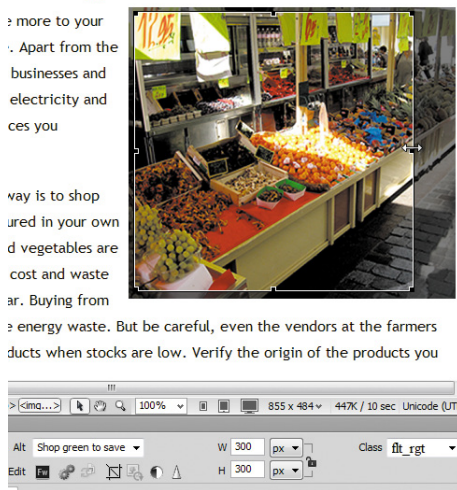 e more to your
. Apart from the
businesses and
electricity and
ces you
way is to shop
ured in your own
d vegetables are
cost and waste
ar. Buying from
e energy waste. But be careful, even the vendors at the farmers
ducts when stocks are low. Verify the origin of the products you
> <img...> 100% 855 x 484 447K / 10 sec Unicode (UT
Alt Shop green to save W 300 px Class flt_rgt
Edit Fw H 300 px